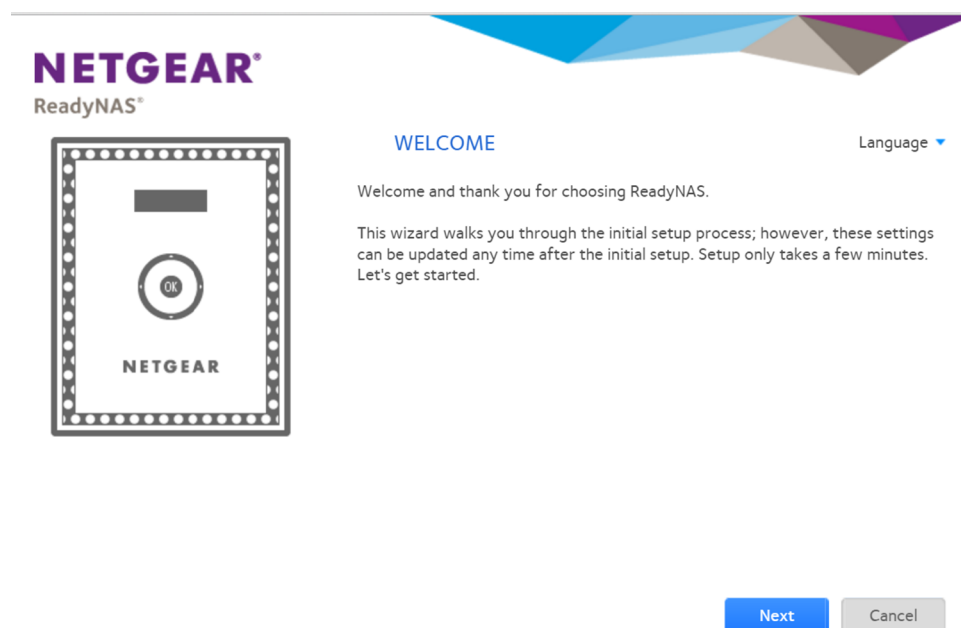 NETGEAR®
ReadyNAS®
WELCOME
Language
Welcome and thank you for choosing ReadyNAS.
This wizard walks you through the initial setup process; however, these settings
can be updated any time after the initial setup. Setup only takes a few minutes.
Let's get started.
OK
NETGEAR
Next
Cancel